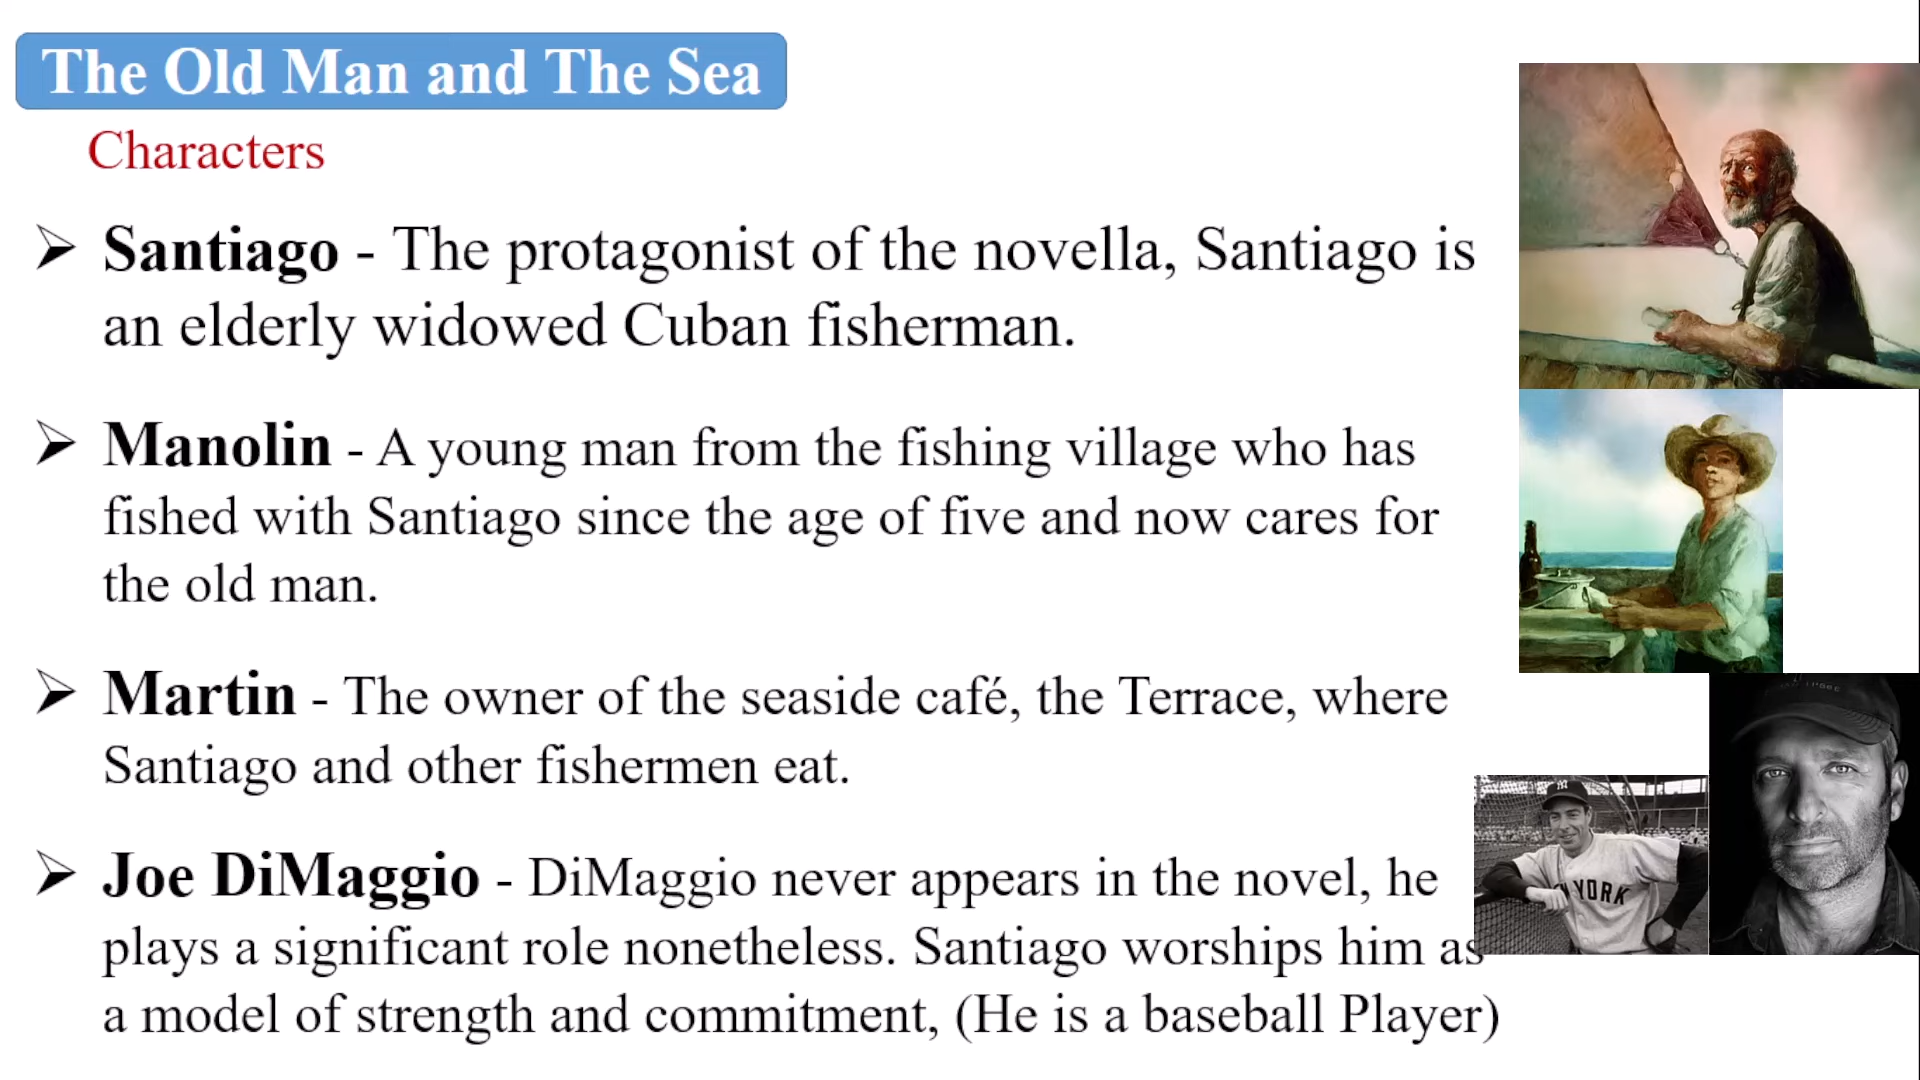 The Old Man and The Sea
Characters
➢ Santiago - The protagonist of the novella, Santiago is
an elderly widowed Cuban fisherman.
➢ Manolin - A young man from the fishing village who has
fished with Santiago since the age of five and now cares for
the old man.
➢ Martin - The owner of the seaside café, the Terrace, where
Santiago and other fishermen eat.
➢ Joe DiMaggio - DiMaggio never appears in the novel, he
plays a significant role nonetheless. Santiago worships him as
a model of strength and commitment, (He is a baseball Player)
NY
YORK